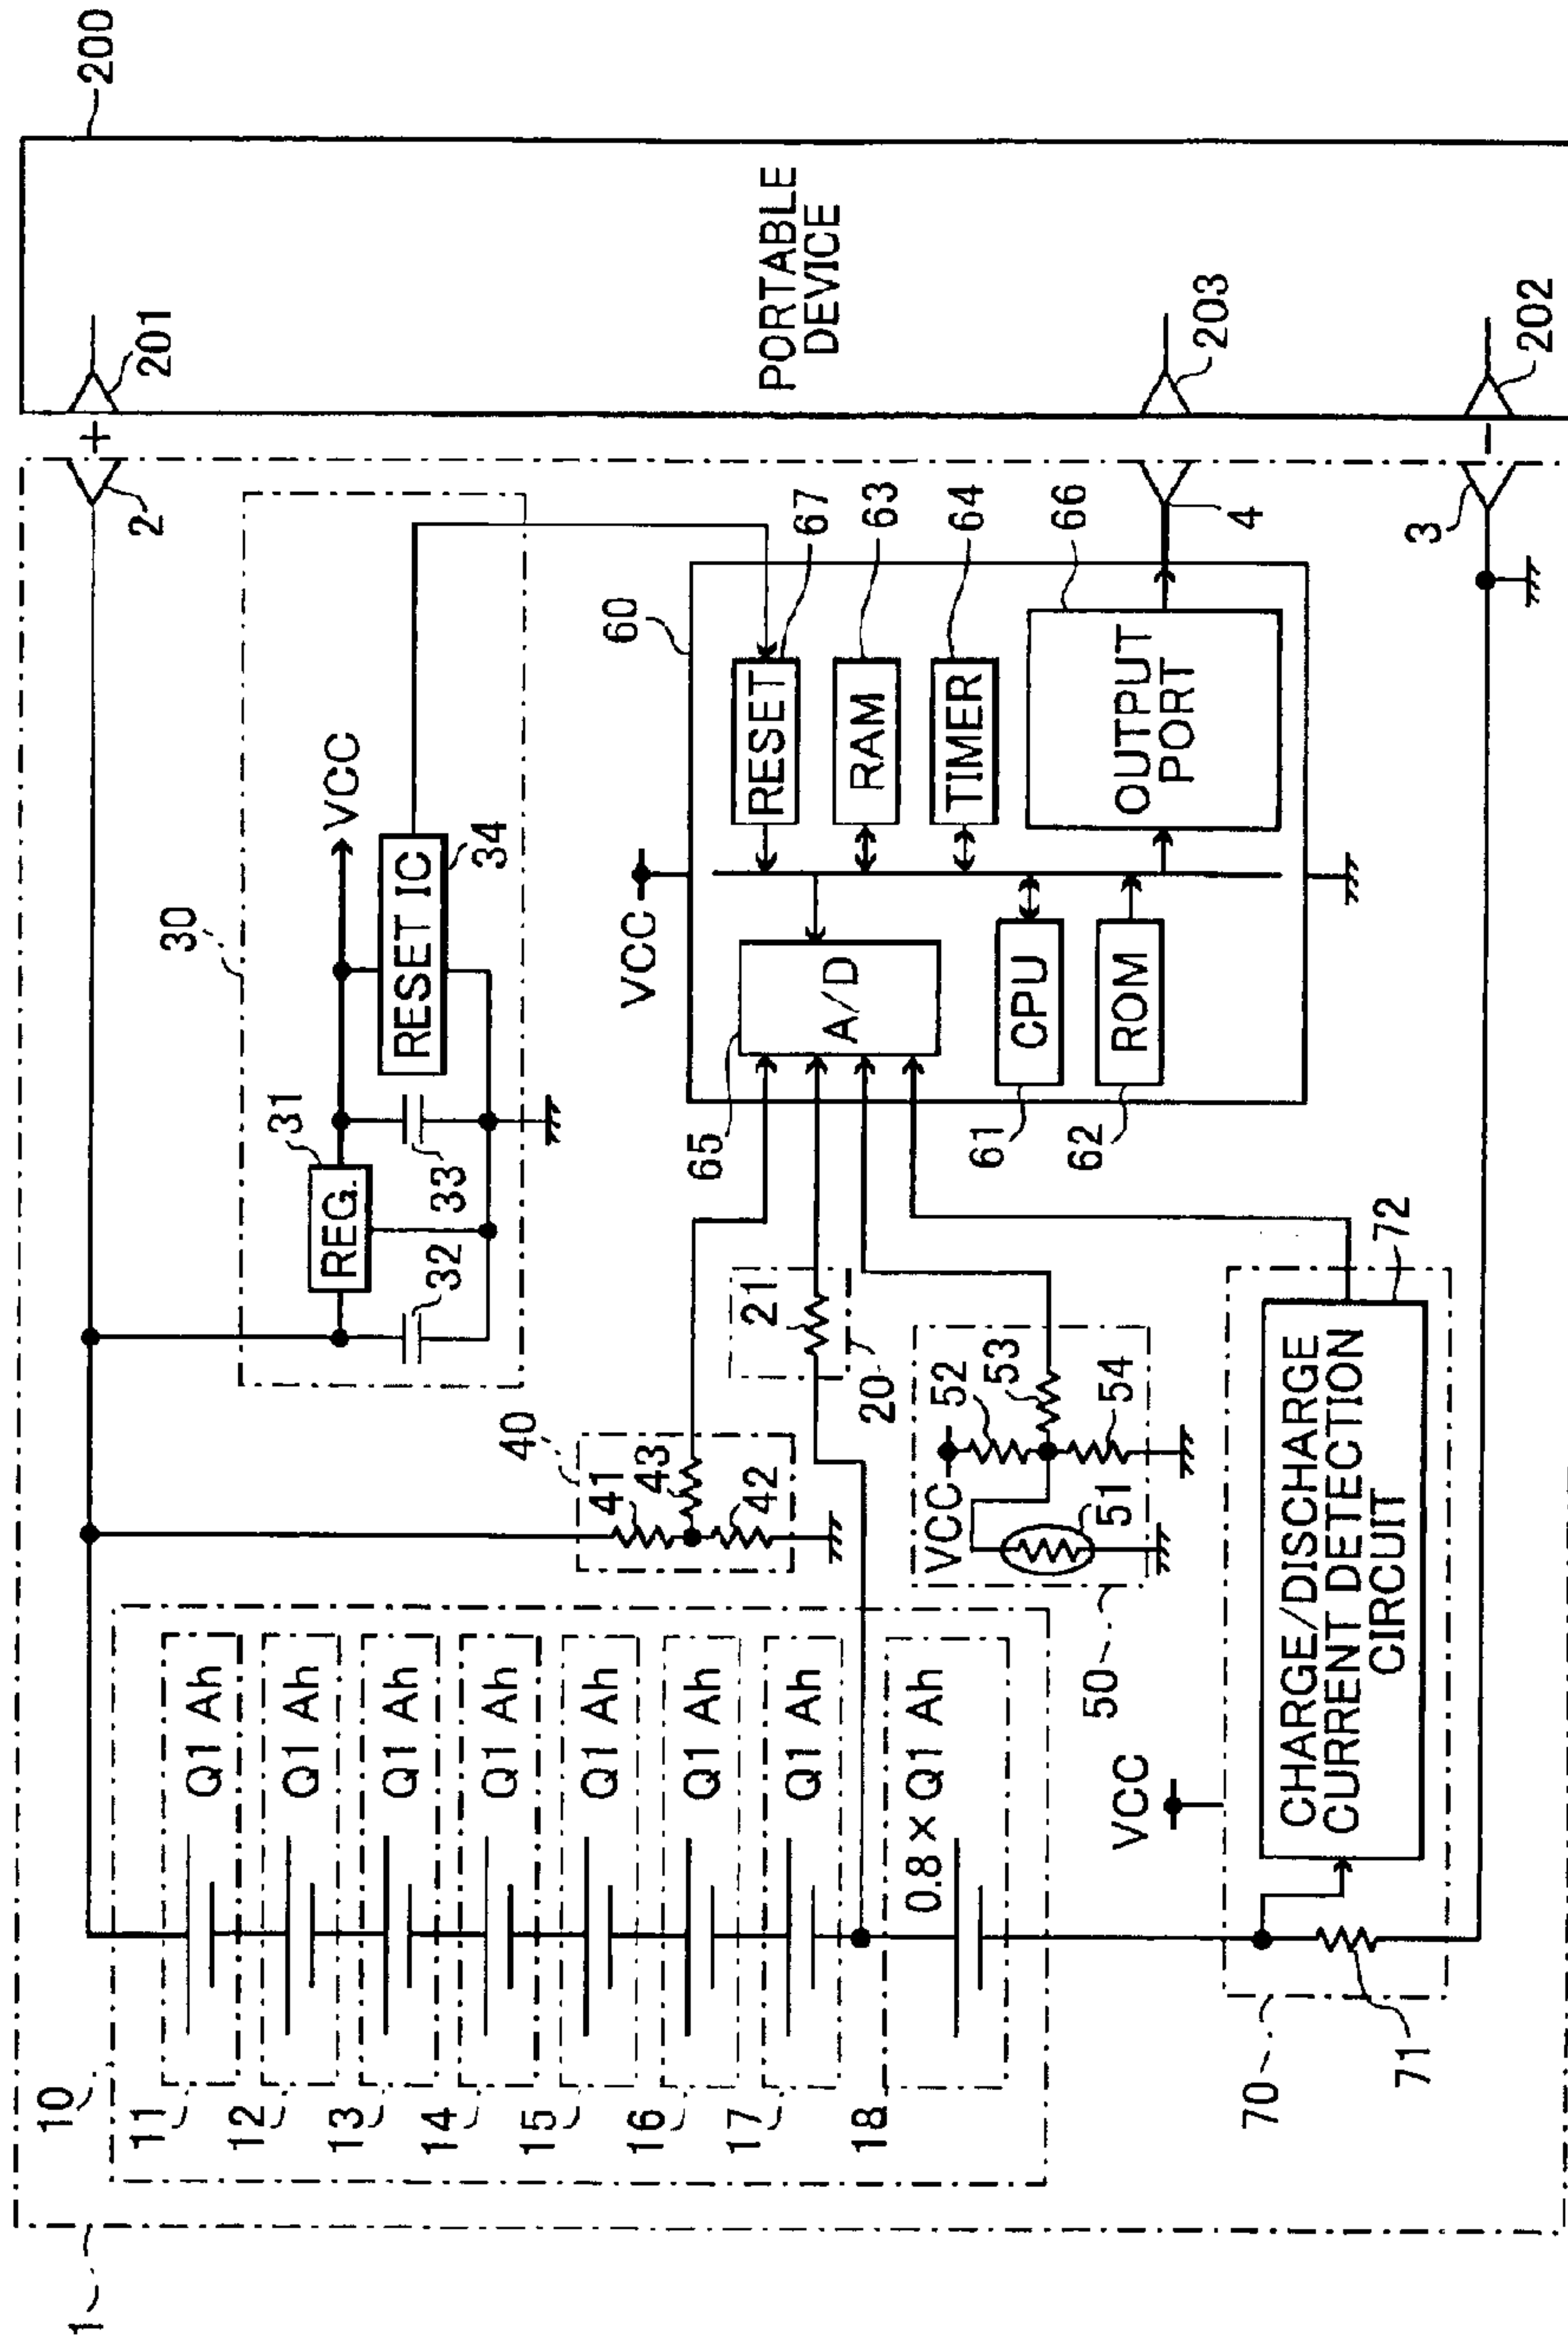 1
10
11
Q1 Ah
12
Q1 Ah
13
Q1 Ah
14
Q1 Ah
15
Q1 Ah
16
Q1 Ah
17
Q1 Ah
18
0.8 × Q1 Ah
2
+
201
200
PORTABLE
DEVICE
30
31
REG.
32
33
VCC
RESET IC
34
40
41
43
42
21
20
VCC
52
53
51
54
50
60
VCC
65
A/D
RESET
67
RAM
63
TIMER
64
61
CPU
62
ROM
OUTPUT
PORT
66
4
203
VCC
70
71
CHARGE/DISCHARGE
CURRENT DETECTION
CIRCUIT
72
3
−
202